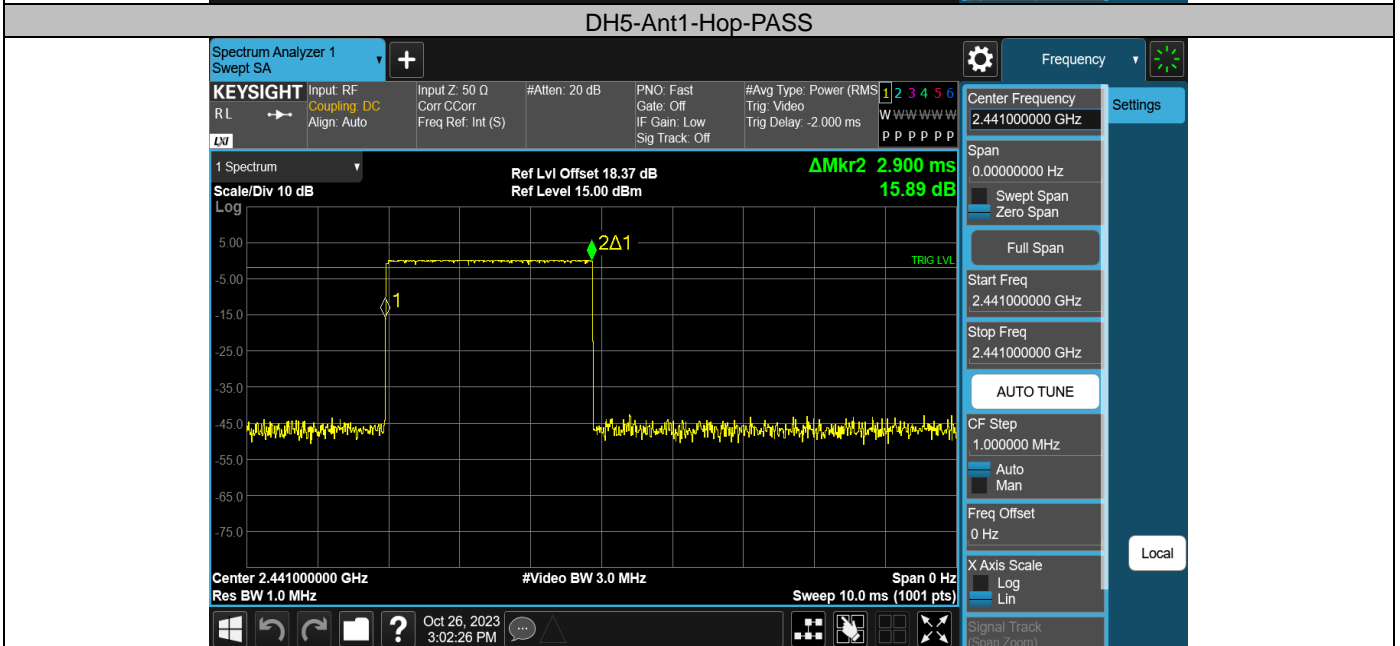 DH5-Ant1-Hop-PASS
Spectrum Analyzer 1
Swept SA
Frequency
KEYSIGHT
R L
LXI
Input: RF
Coupling: DC
Align: Auto
Input Z: 50 Ω
Corr CCorr
Freq Ref: Int (S)
#Atten: 20 dB
PNO: Fast
Gate: Off
IF Gain: Low
Sig Track: Off
#Avg Type: Power (RMS
Trig: Video
Trig Delay: -2.000 ms
1 2 3 4 5 6
W W W W W W
P P P P P P
1 Spectrum
Scale/Div 10 dB
Log
Ref Lvl Offset 18.37 dB
Ref Level 15.00 dBm
ΔMkr2 2.900 ms
15.89 dB
5.00
-5.00
-15.0
-25.0
-35.0
-45.0
-55.0
-65.0
-75.0
2Δ1
1
TRIG LVL
Center 2.441000000 GHz
Res BW 1.0 MHz
#Video BW 3.0 MHz
Span 0 Hz
Sweep 10.0 ms (1001 pts)
Center Frequency
2.441000000 GHz
Span
0.00000000 Hz
Swept Span
Zero Span
Full Span
Start Freq
2.441000000 GHz
Stop Freq
2.441000000 GHz
AUTO TUNE
CF Step
1.000000 MHz
Auto
Man
Freq Offset
0 Hz
X Axis Scale
Log
Lin
Signal Track
(Span Zoom)
Settings
Local
?
Oct 26, 2023
3:02:26 PM